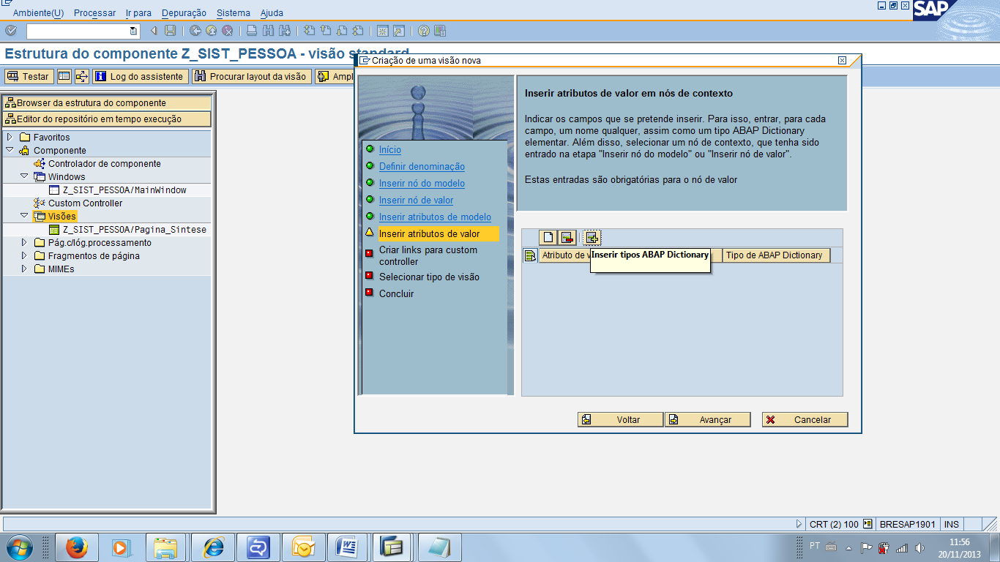 Ambiente(U) Processar Ir para Depuração Sistema Ajuda
SAP
Estrutura do componente Z_SIST_PESSOA - visão standard
Testar Log do assistente Procurar layout da visão Ampl
Browser da estrutura do componente
Editor do repositório em tempo execução
Favoritos
Componente
Controlador de componente
Windows
Z_SIST_PESSOA/MainWindow
Custom Controller
Visões
Z_SIST_PESSOA/Pagina_Sintese
Pág.c/lóg.processamento
Fragmentos de página
MIMEs
Criação de uma visão nova
Início
Definir denominação
Inserir nó do modelo
Inserir nó de valor
Inserir atributos de modelo
Inserir atributos de valor
Criar links para custom
controller
Selecionar tipo de visão
Concluir
Inserir atributos de valor em nós de contexto
Indicar os campos que se pretende inserir. Para isso, entrar, para cada
campo, um nome qualquer, assim como um tipo ABAP Dictionary
elementar. Além disso, selecionar um nó de contexto, que tenha sido
entrado na etapa "Inserir nó do modelo" ou "Inserir nó de valor".
Estas entradas são obrigatórias para o nó de valor
Atributo de v Inserir tipos ABAP Dictionary Tipo de ABAP Dictionary
Voltar Avançar Cancelar
CRT (2) 100 BRESAP1901 INS
PT 11:56
20/11/2013